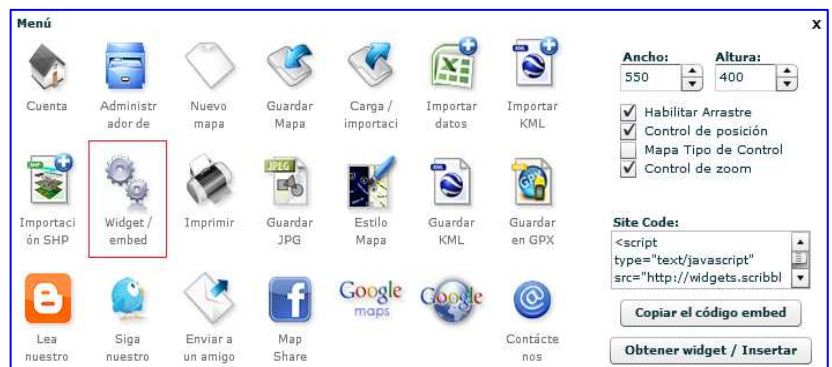 Menú
x
Cuenta
Administr
ador de
Nuevo
mapa
Guardar
Mapa
Carga /
importaci
Importar
datos
Importar
KML
Importaci
ón SHP
Widget /
embed
Imprimir
JPEG
Guardar
JPG
Estilo
Mapa
Guardar
KML
Guardar
en GPX
Lea
nuestro
Siga
nuestro
Enviar a
un amigo
Map
Share
Google
maps
Google
Contácte
nos
Ancho:
Altura:
550
400
Habilitar Arrastre
Control de posición
Mapa Tipo de Control
Control de zoom
Site Code:
<script
type="text/javascript"
src="http://widgets.scribbl
Copiar el código embed
Obtener widget / Insertar